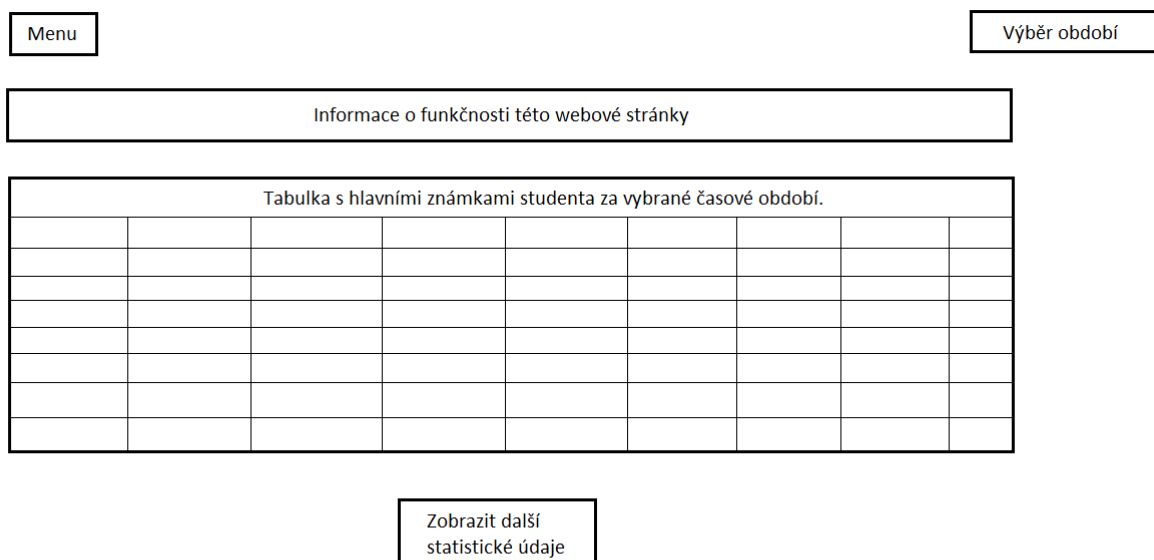 Menu
Výběr období
Informace o funkčnosti této webové stránky
Tabulka s hlavními známkami studenta za vybrané časové období.
Zobrazit další
statistické údaje